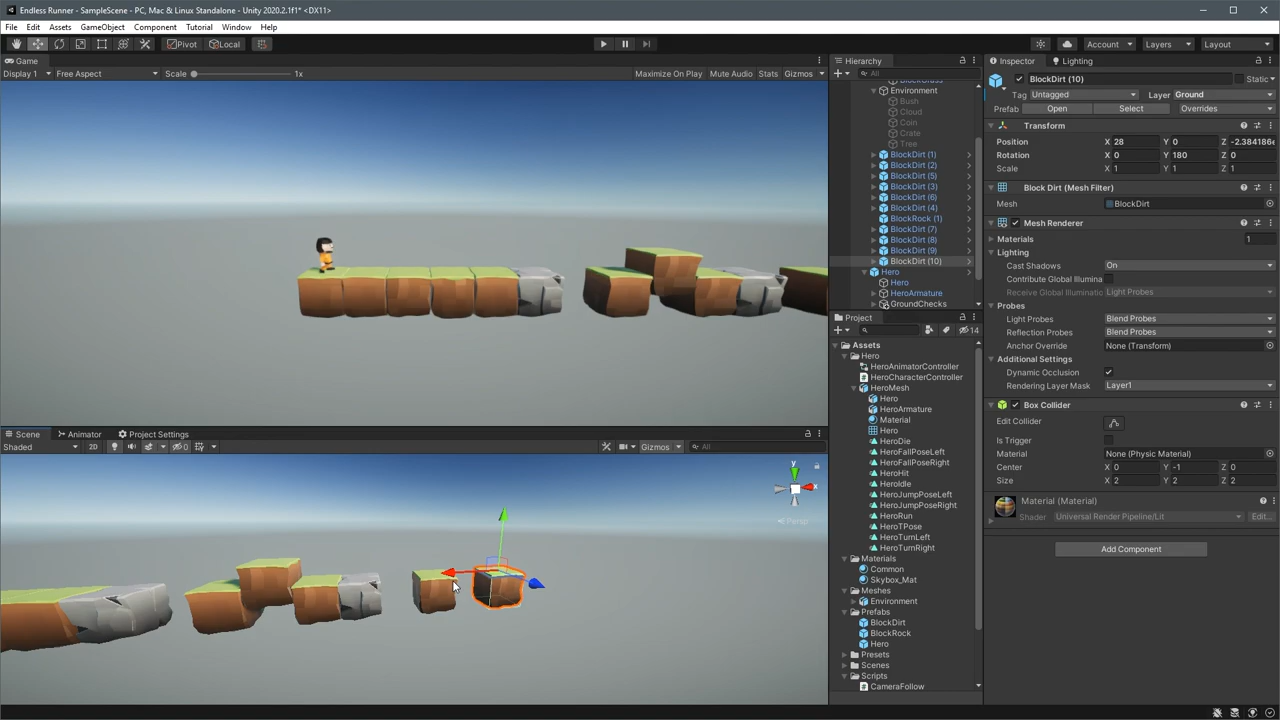 Endless Runner - SampleScene - PC, Mac & Linux Standalone - Unity 2020.2.1f1* <DX11>
File Edit Assets GameObject Component Tutorial Window Help
Pivot Local Account Layers Layout
Game
Display 1 Free Aspect Scale 1x Maximize On Play Mute Audio Stats Gizmos
Scene Animator Project Settings
Shaded 2D 0 Gizmos All
y
x
Persp
Hierarchy
All
BlockGrass
Environment
Bush
Cloud
Coin
Crate
Tree
BlockDirt (1)
BlockDirt (2)
BlockDirt (5)
BlockDirt (3)
BlockDirt (6)
BlockDirt (4)
BlockRock (1)
BlockDirt (7)
BlockDirt (8)
BlockDirt (9)
BlockDirt (10)
Hero
Hero
HeroArmature
GroundChecks
Project
14
Assets
Hero
HeroAnimatorController
HeroCharacterController
HeroMesh
Hero
HeroArmature
Material
Hero
HeroDie
HeroFallPoseLeft
HeroFallPoseRight
HeroHit
HeroIdle
HeroJumpPoseLeft
HeroJumpPoseRight
HeroRun
HeroTPose
HeroTurnLeft
HeroTurnRight
Materials
Common
Skybox_Mat
Meshes
Environment
Prefabs
BlockDirt
BlockRock
Hero
Presets
Scenes
Scripts
CameraFollow
Inspector Lighting
BlockDirt (10) Static
Tag Untagged Layer Ground
Prefab Open Select Overrides
Transform
Position X 28 Y 0 Z -2.384186e
Rotation X 0 Y 180 Z 0
Scale X 1 Y 1 Z 1
Block Dirt (Mesh Filter)
Mesh BlockDirt
Mesh Renderer
Materials 1
Lighting
Cast Shadows On
Contribute Global Illumina
Receive Global Illuminatio Light Probes
Probes
Light Probes Blend Probes
Reflection Probes Blend Probes
Anchor Override None (Transform)
Additional Settings
Dynamic Occlusion
Rendering Layer Mask Layer1
Box Collider
Edit Collider
Is Trigger
Material None (Physic Material)
Center X 0 Y -1 Z 0
Size X 2 Y 2 Z 2
Material (Material)
Shader Universal Render Pipeline/Lit Edit...
Add Component